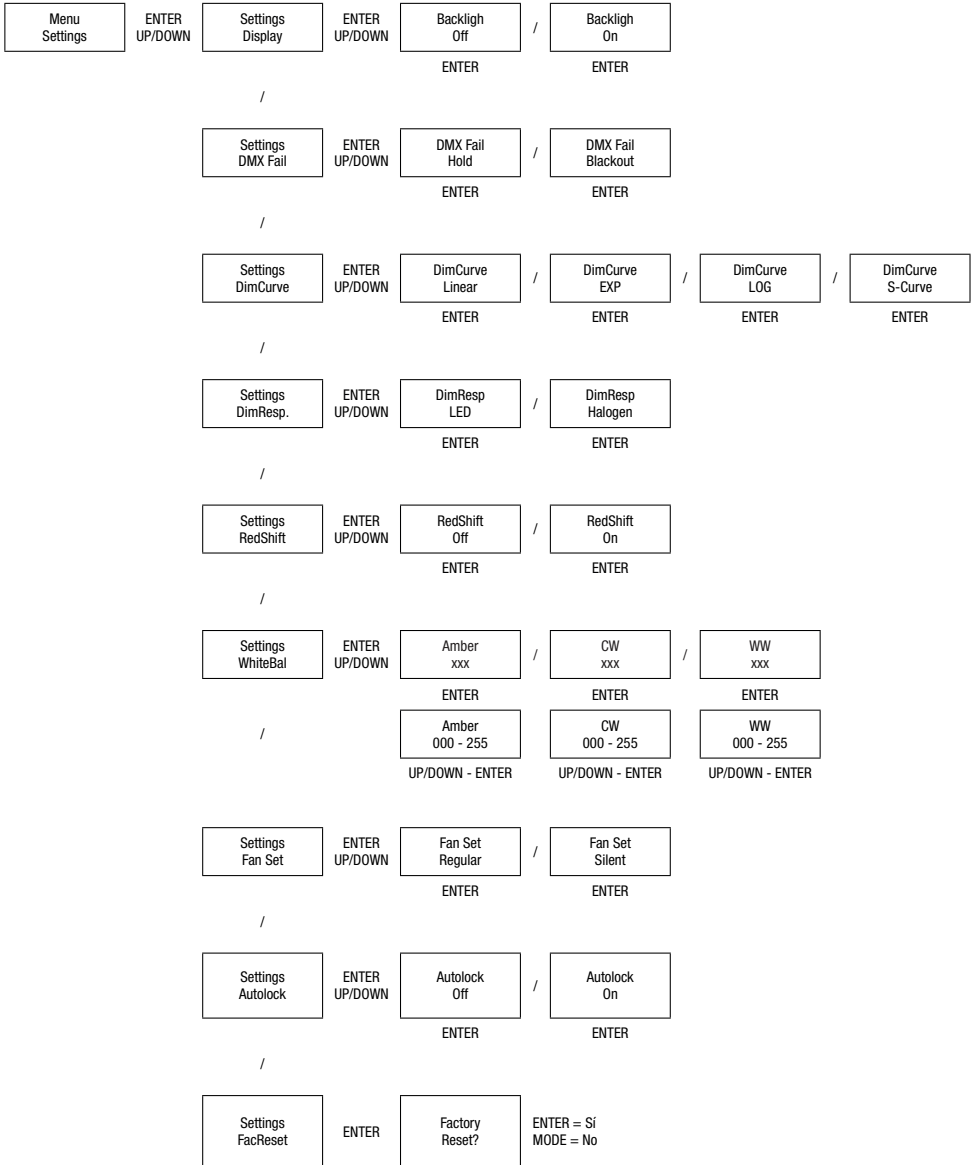 Menu
Settings
ENTER
UP/DOWN
Settings
Display
ENTER
UP/DOWN
Backligh
Off
/
Backligh
On
ENTER
ENTER
/
Settings
DMX Fail
ENTER
UP/DOWN
DMX Fail
Hold
/
DMX Fail
Blackout
ENTER
ENTER
/
Settings
DimCurve
ENTER
UP/DOWN
DimCurve
Linear
/
DimCurve
EXP
/
DimCurve
LOG
/
DimCurve
S-Curve
ENTER
ENTER
ENTER
ENTER
/
Settings
DimResp.
ENTER
UP/DOWN
DimResp
LED
/
DimResp
Halogen
ENTER
ENTER
/
Settings
RedShift
ENTER
UP/DOWN
RedShift
Off
/
RedShift
On
ENTER
ENTER
/
Settings
WhiteBal
ENTER
UP/DOWN
Amber
xxx
/
CW
xxx
/
WW
xxx
ENTER
ENTER
ENTER
/
Amber
000 - 255
CW
000 - 255
WW
000 - 255
UP/DOWN - ENTER
UP/DOWN - ENTER
UP/DOWN - ENTER
Settings
Fan Set
ENTER
UP/DOWN
Fan Set
Regular
/
Fan Set
Silent
ENTER
ENTER
/
Settings
Autolock
ENTER
UP/DOWN
Autolock
Off
/
Autolock
On
ENTER
ENTER
/
Settings
FacReset
ENTER
Factory
Reset?
ENTER = Sí
MODE = No